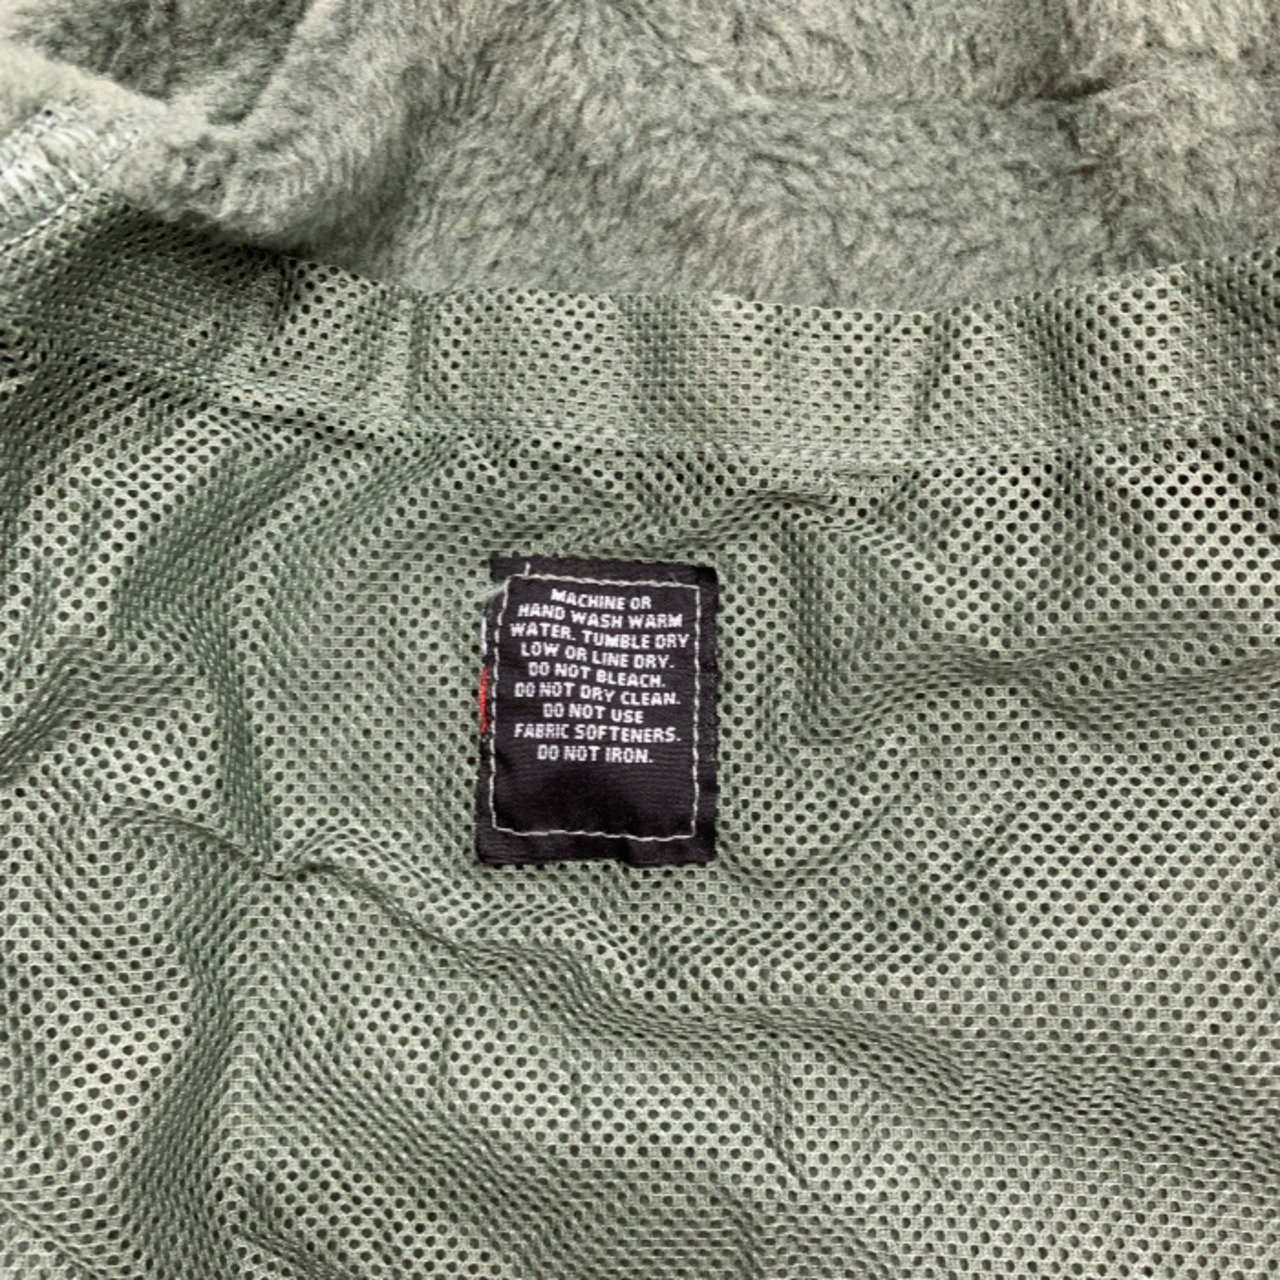 MACHINE OR
HAND WASH WARM
WATER. TUMBLE DRY
LOW OR LINE DRY.
DO NOT BLEACH.
DO NOT DRY CLEAN.
DO NOT USE
FABRIC SOFTENERS.
DO NOT IRON.